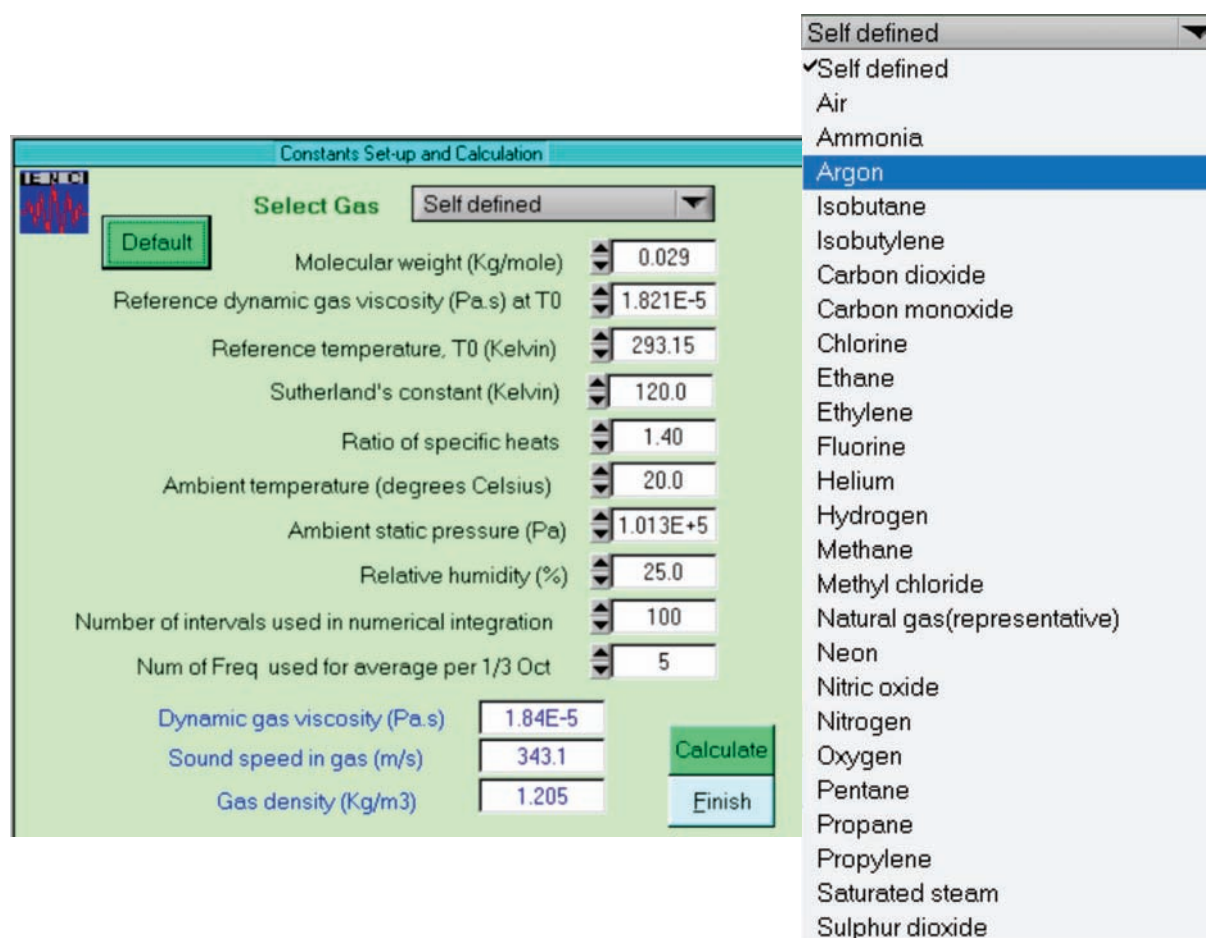 Constants Set-up and Calculation
Select Gas Self defined
Default
Molecular weight (Kg/mole) 0.029
Reference dynamic gas viscosity (Pa.s) at T0 1.821E-5
Reference temperature, T0 (Kelvin) 293.15
Sutherland's constant (Kelvin) 120.0
Ratio of specific heats 1.40
Ambient temperature (degrees Celsius) 20.0
Ambient static pressure (Pa) 1.013E+5
Relative humidity (%) 25.0
Number of intervals used in numerical integration 100
Num of Freq used for average per 1/3 Oct 5
Dynamic gas viscosity (Pa.s) 1.84E-5
Sound speed in gas (m/s) 343.1
Gas density (Kg/m3) 1.205
Calculate
Finish
Self defined
✓Self defined
Air
Ammonia
Argon
Isobutane
Isobutylene
Carbon dioxide
Carbon monoxide
Chlorine
Ethane
Ethylene
Fluorine
Helium
Hydrogen
Methane
Methyl chloride
Natural gas(representative)
Neon
Nitric oxide
Nitrogen
Oxygen
Pentane
Propane
Propylene
Saturated steam
Sulphur dioxide